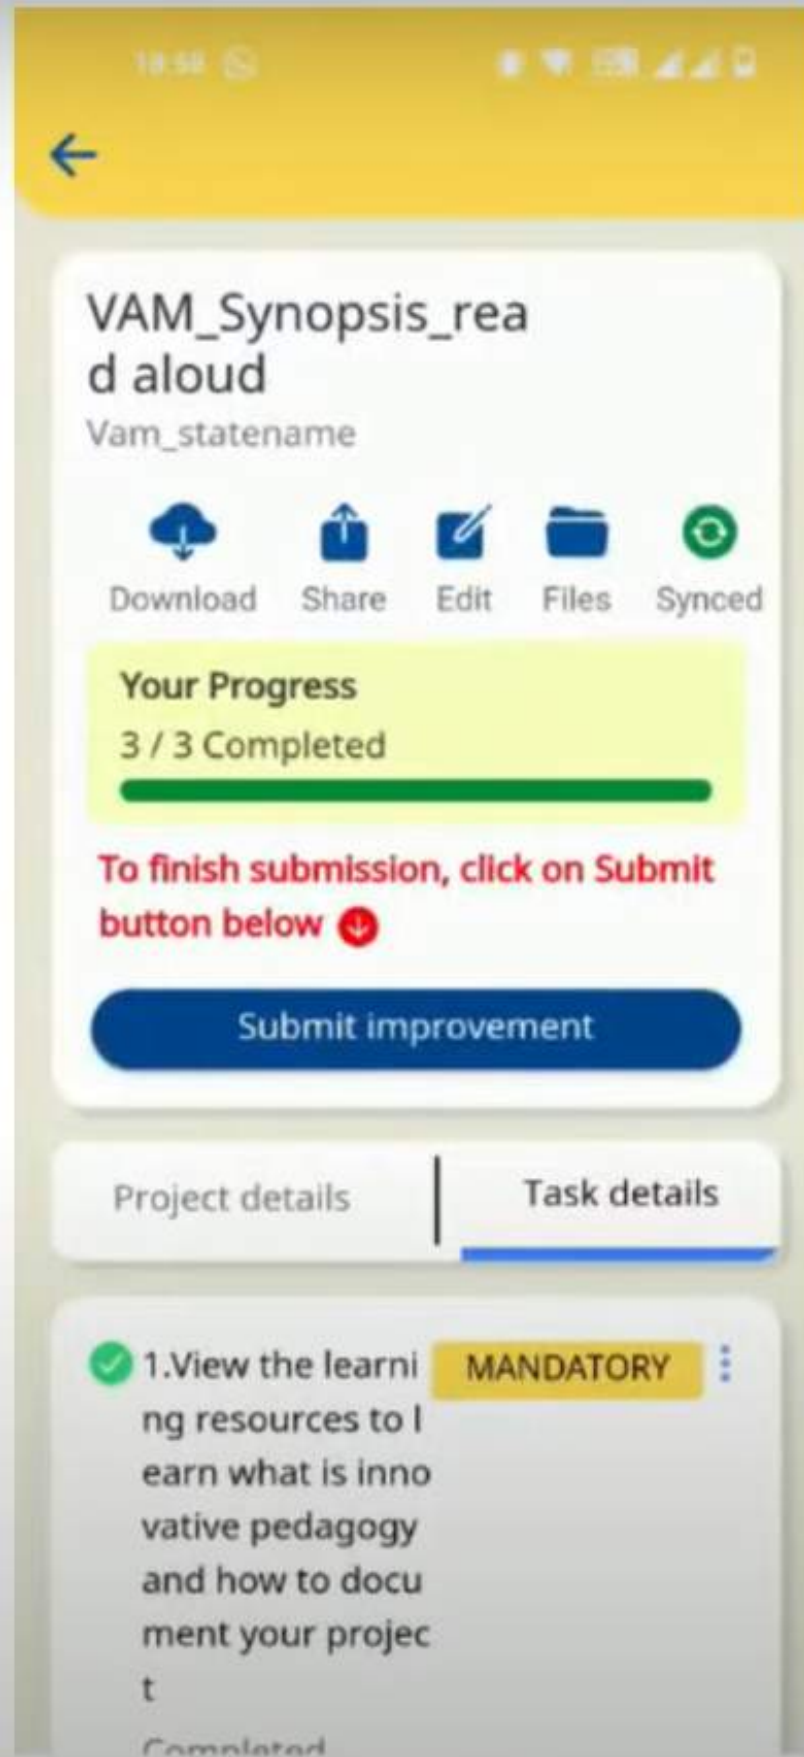 VAM_Synopsis_rea
d aloud
Vam_statename
Download Share Edit Files Synced
Your Progress
3 / 3 Completed
To finish submission, click on Submit
button below
Submit improvement
Project details Task details
1.View the learni MANDATORY
ng resources to l
earn what is inno
vative pedagogy
and how to docu
ment your projec
t
Completed